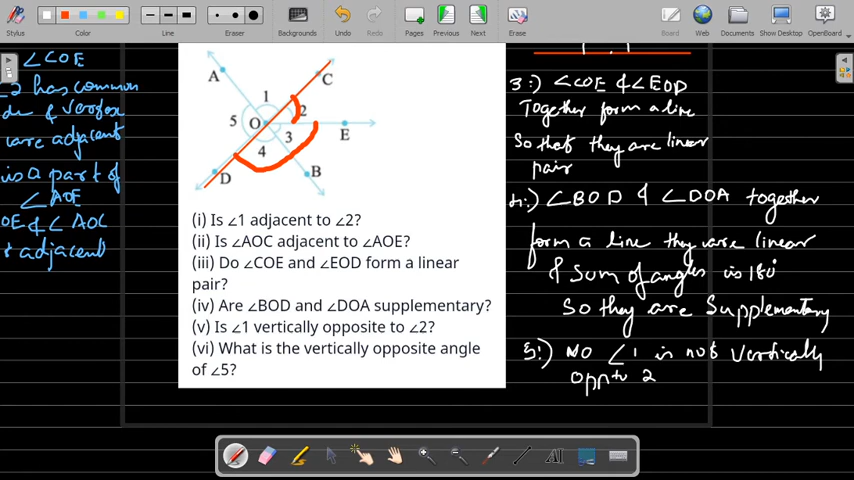 Stylus
Color
Line
Eraser
Backgrounds
Undo
Redo
Pages
Previous
Next
Erase
Board
Web
Documents
Show Desktop
OpenBoard
∠COE
has common
& vertex
are adjacent
is a part of
∠AOE
OE & ∠AOC
adjacent
A
1
C
5
O
2
3
E
4
D
B
(i) Is ∠1 adjacent to ∠2?
(ii) Is ∠AOC adjacent to ∠AOE?
(iii) Do ∠COE and ∠EOD form a linear
pair?
(iv) Are ∠BOD and ∠DOA supplementary?
(v) Is ∠1 vertically opposite to ∠2?
(vi) What is the vertically opposite angle
of ∠5?
3:) ∠COE & ∠EOD
Together form a line
So that they are linear
pair
4:) ∠BOD & ∠DOA together
form a line they are linear
& Sum of angles is 180°
So they are Supplementary
5:) NO ∠1 is not vertically
opp to 2